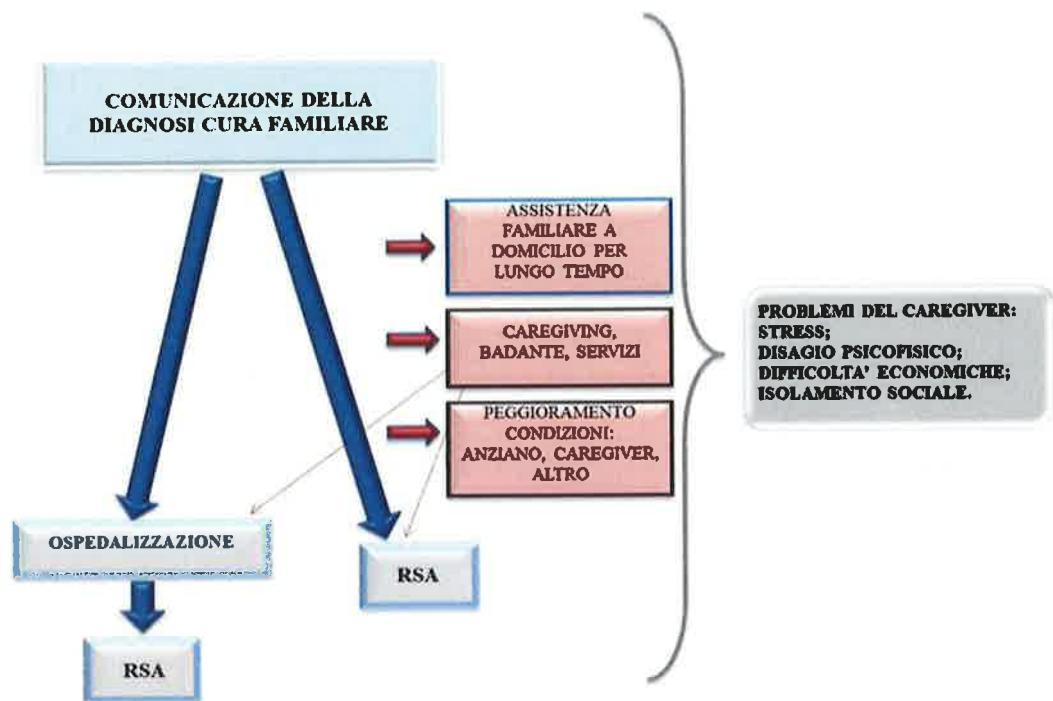 COMUNICAZIONE DELLA
DIAGNOSI CURA FAMILIARE
ASSISTENZA
FAMILIARE A
DOMICILIO PER
LUNGO TEMPO
CAREGIVING,
BADANTE, SERVIZI
PEGGIORAMENTO
CONDIZIONI:
ANZIANO, CAREGIVER,
ALTRO
PROBLEMI DEL CAREGIVER:
STRESS;
DISAGIO PSICOFISICO;
DIFFICOLTA' ECONOMICHE;
ISOLAMENTO SOCIALE.
OSPEDALIZZAZIONE
RSA
RSA